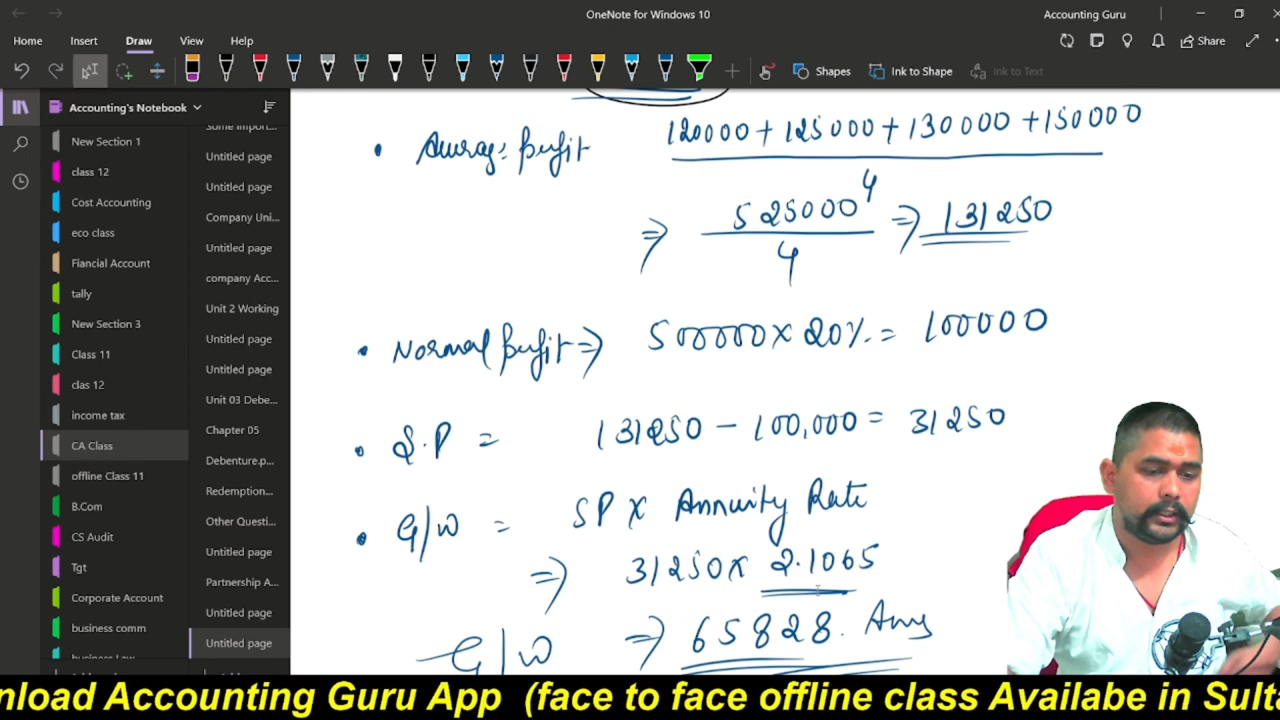 OneNote for Windows 10
Accounting Guru
Home Insert Draw View Help
Share
Shapes
Ink to Shape
Ink to Text
Accounting's Notebook
New Section 1
class 12
Cost Accounting
eco class
Fiancial Account
tally
New Section 3
Class 11
clas 12
income tax
CA Class
offline Class 11
B.Com
CS Audit
Tgt
Corporate Account
business comm
business Law
Some Import...
Untitled page
Untitled page
Company Uni...
Untitled page
company Acc...
Unit 2 Working
Untitled page
Untitled page
Unit 03 Debe...
Chapter 05
Debenture.p...
Redemption...
Other Questi...
Untitled page
Partnership A...
Untitled page
Untitled page
• Average Profit 120000 + 125000 + 130000 + 150000
4
⇒ 525000 ⇒ 131250
4
• Normal Profit ⇒ 500000 × 20% = 100000
• S.P = 131250 - 100,000 = 31250
• G/W = SP × Annuity Rate
⇒ 31250 × 2.1065
G/W ⇒ 65828. Ans
nload Accounting Guru App (face to face offline class Availabe in Sult